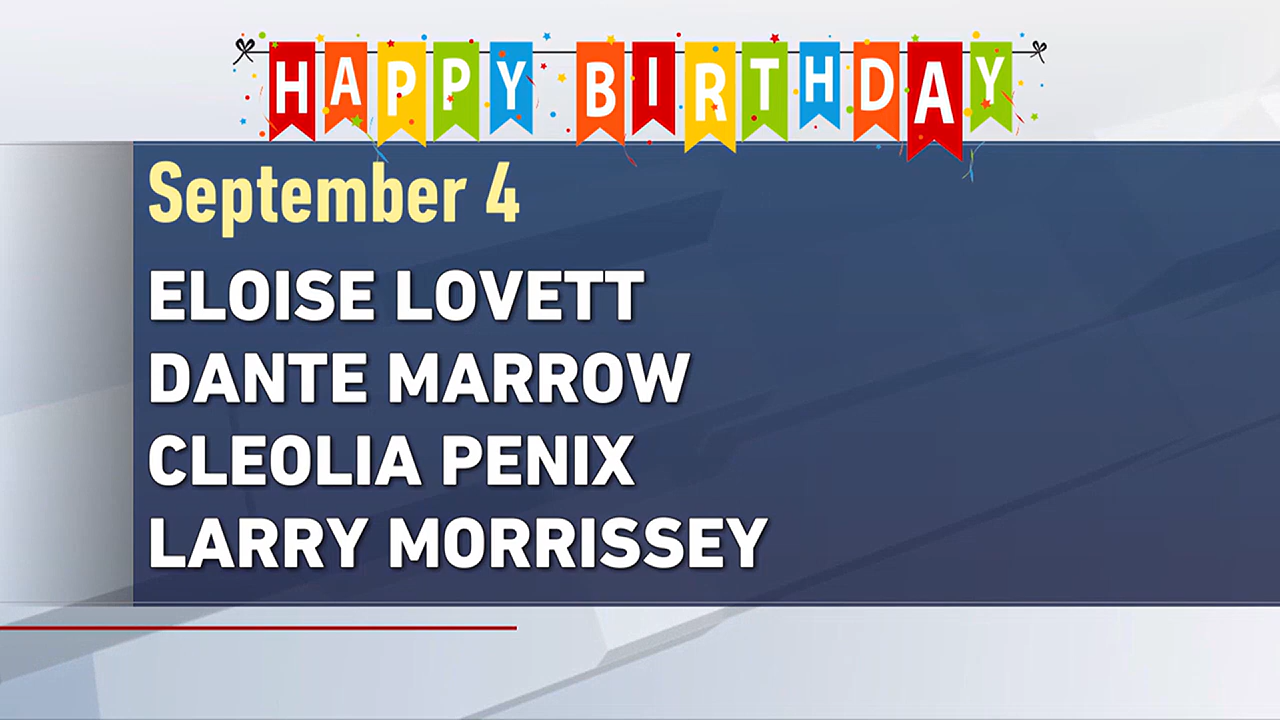 HAPPY BIRTHDAY
September 4
ELOISE LOVETT
DANTE MARROW
CLEOLIA PENIX
LARRY MORRISSEY